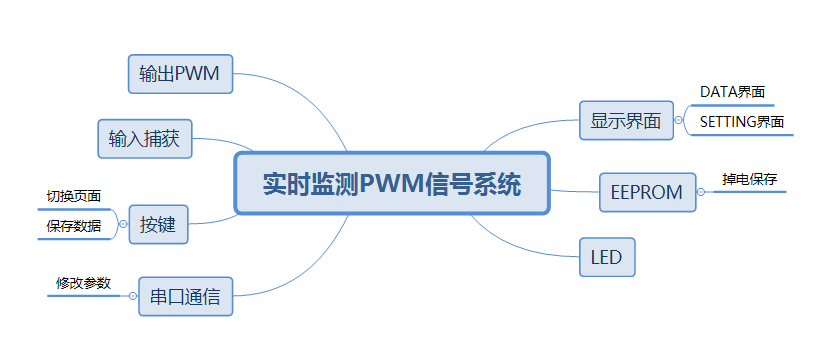 实时监测PWM信号系统
输出PWM
输入捕获
按键
切换页面
保存数据
串口通信
修改参数
显示界面
DATA界面
SETTING界面
EEPROM
掉电保存
LED